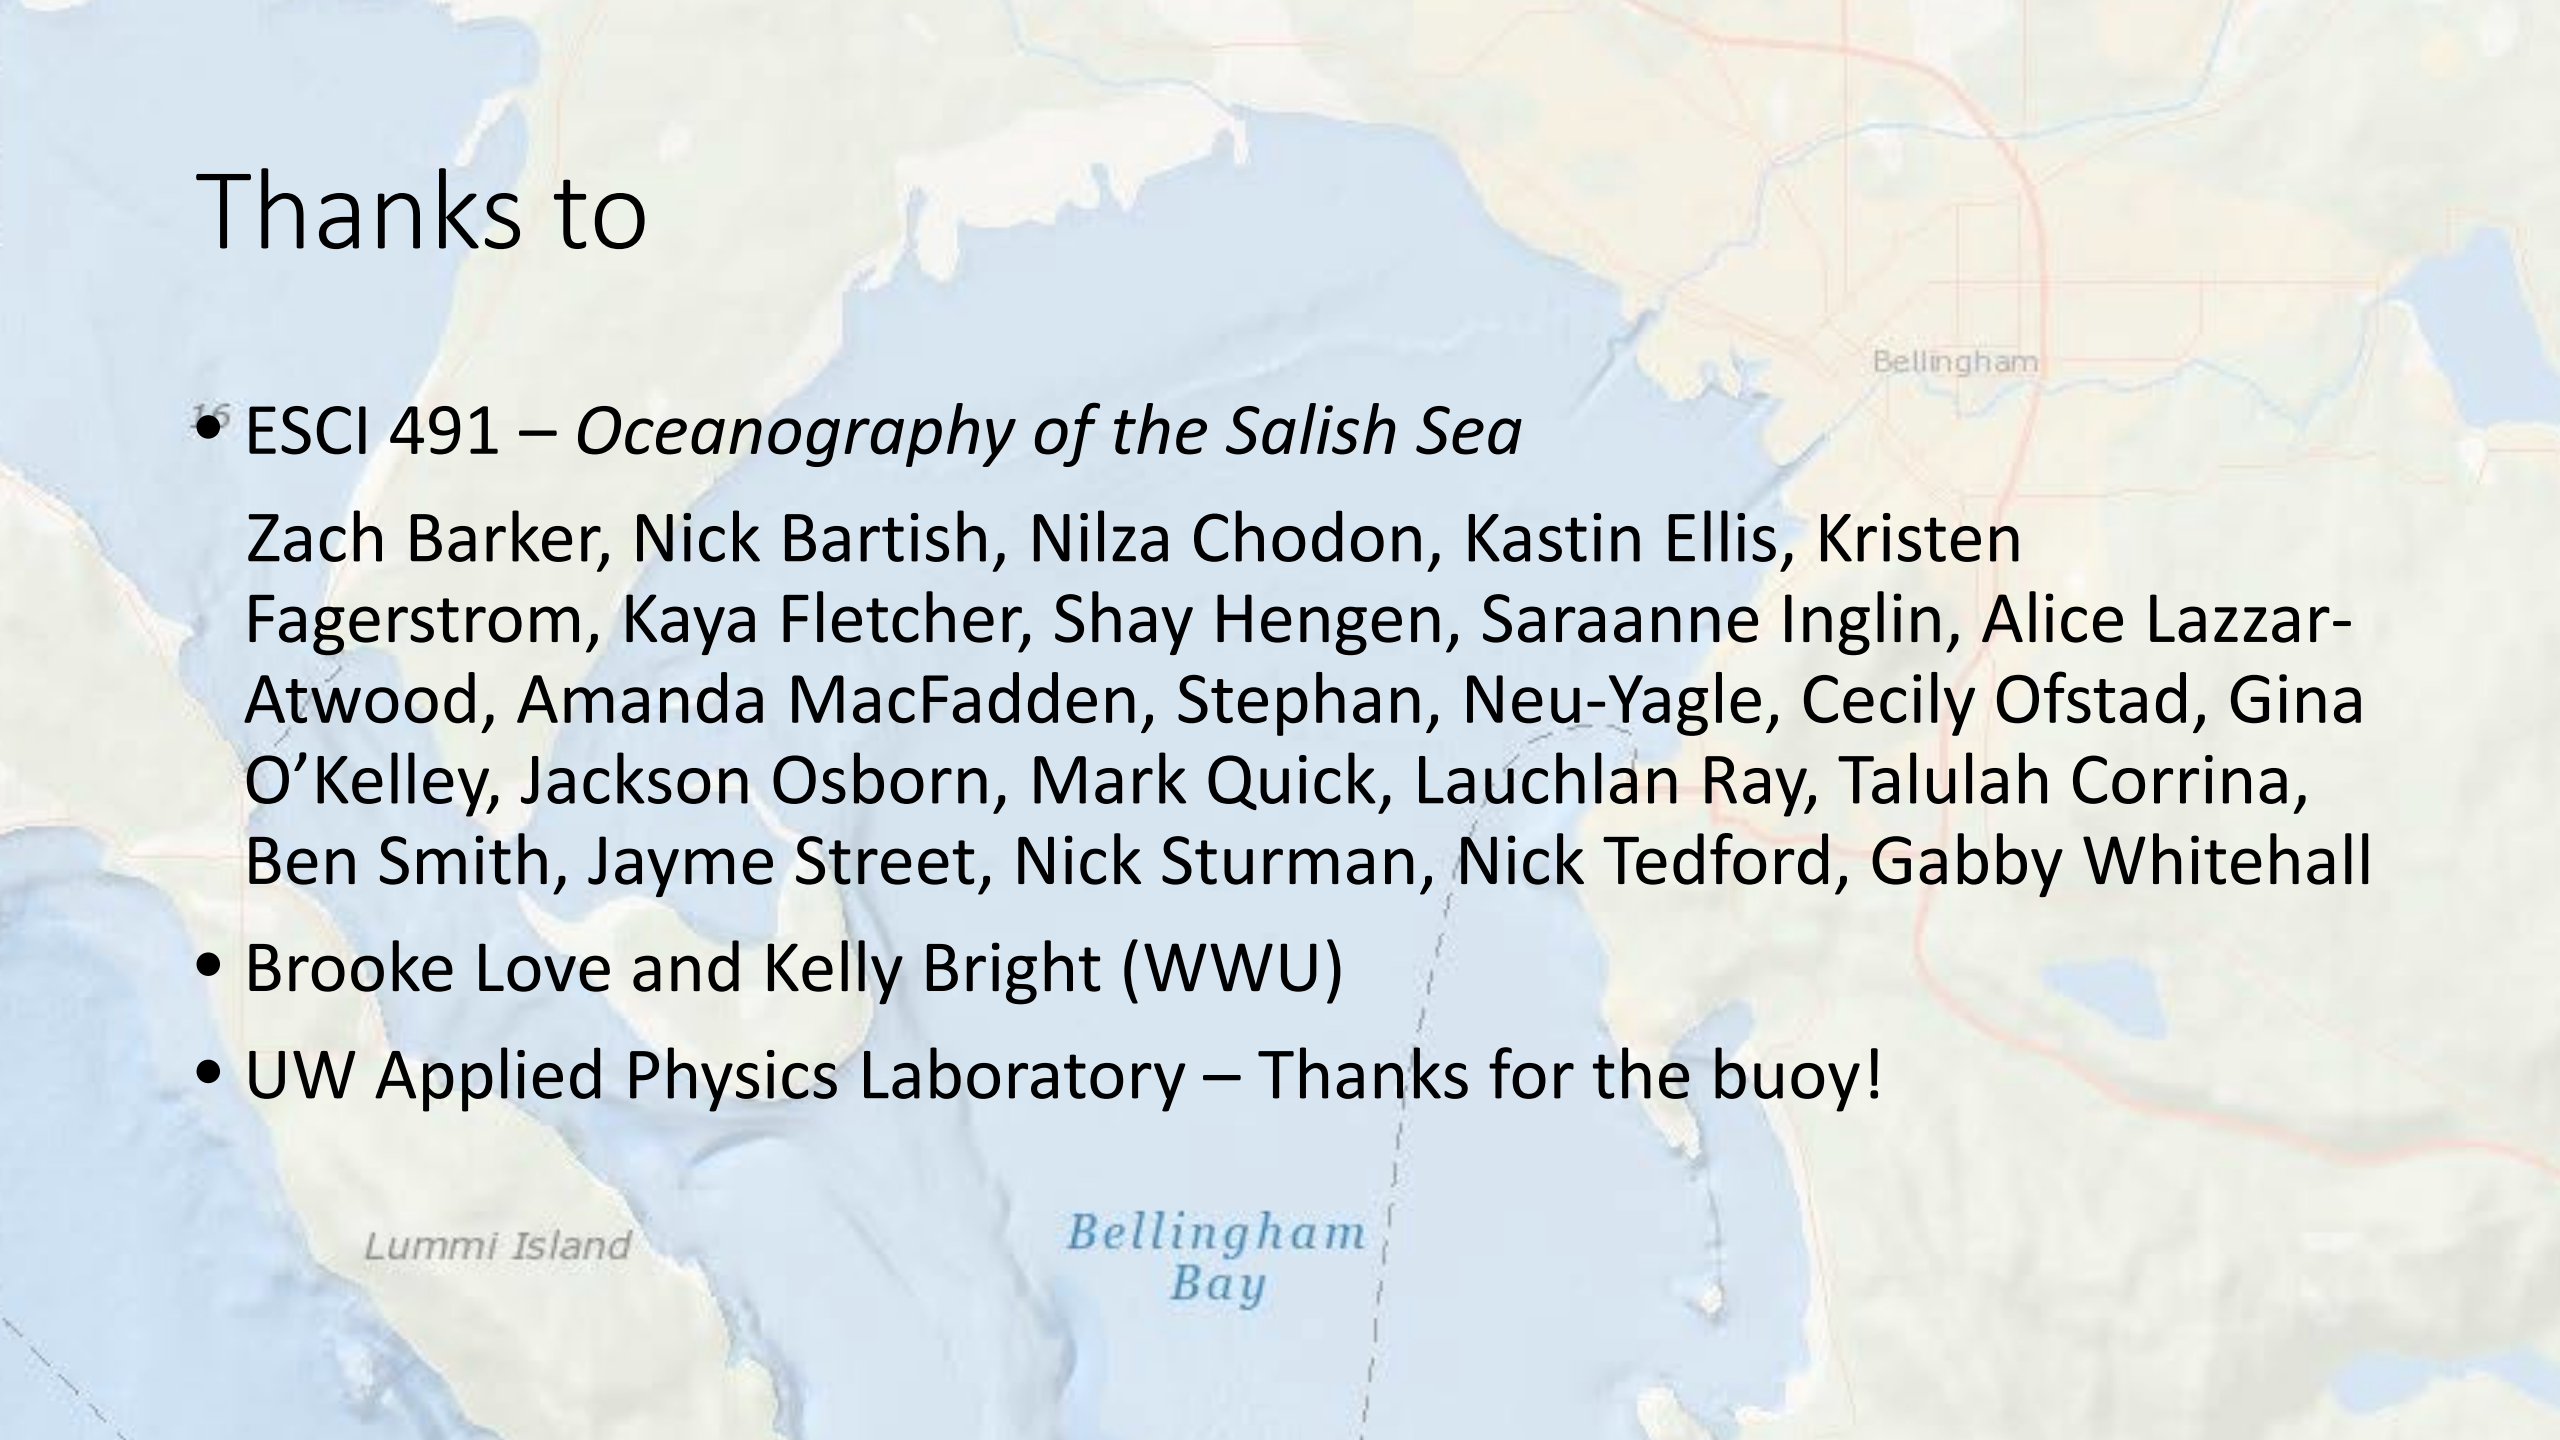 Thanks to
Bellingham
16
• ESCI 491 – Oceanography of the Salish Sea
Zach Barker, Nick Bartish, Nilza Chodon, Kastin Ellis, Kristen
Fagerstrom, Kaya Fletcher, Shay Hengen, Saraanne Inglin, Alice Lazzar-
Atwood, Amanda MacFadden, Stephan, Neu-Yagle, Cecily Ofstad, Gina
O’Kelley, Jackson Osborn, Mark Quick, Lauchlan Ray, Talulah Corrina,
Ben Smith, Jayme Street, Nick Sturman, Nick Tedford, Gabby Whitehall
• Brooke Love and Kelly Bright (WWU)
• UW Applied Physics Laboratory – Thanks for the buoy!
Lummi Island
Bellingham
Bay